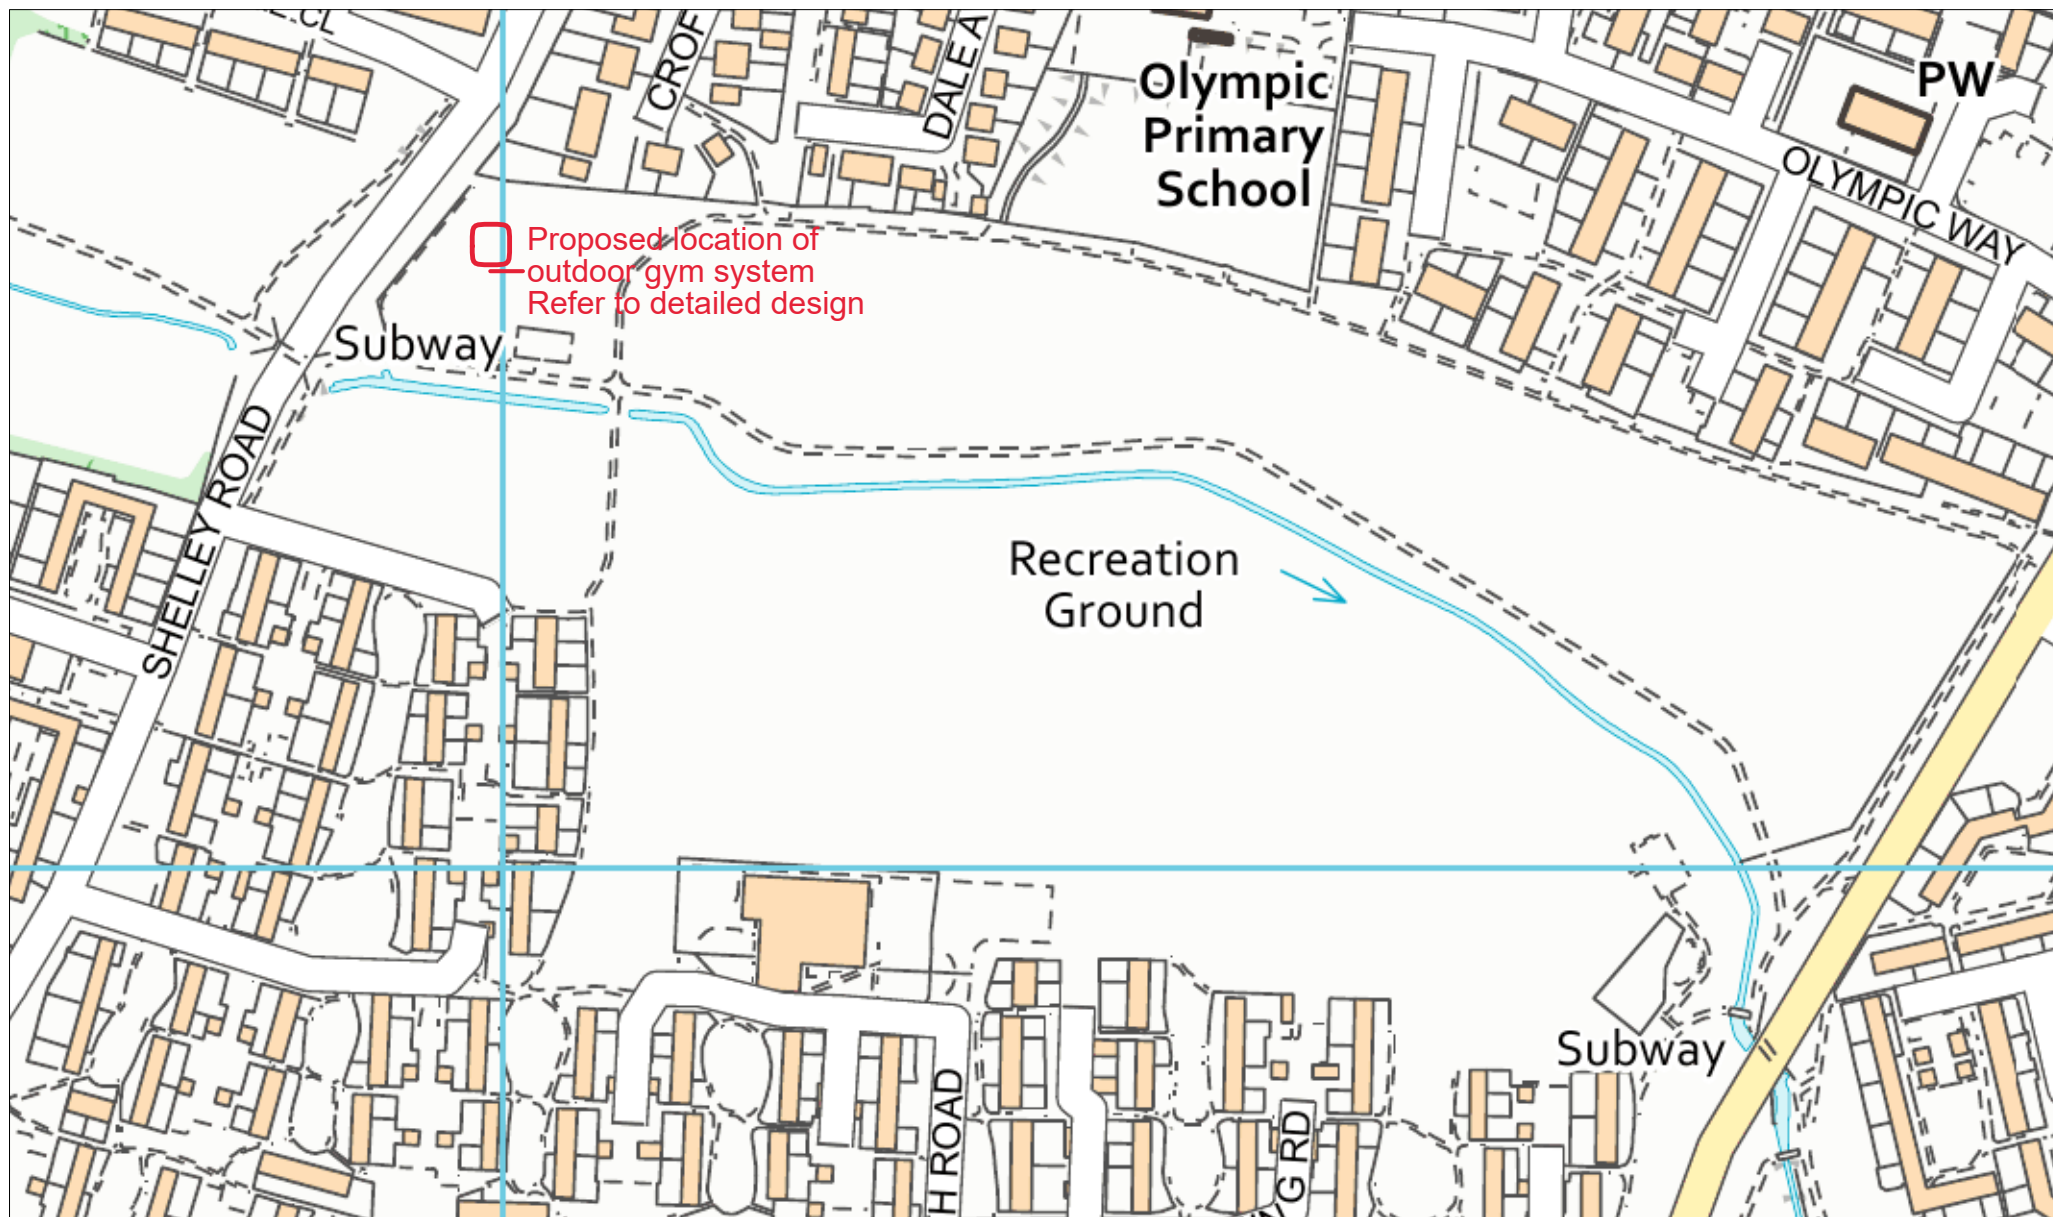 CL
CROF
DALE A
Olympic
Primary
School
PW
OLYMPIC WAY
Proposed location of
outdoor gym system
Refer to detailed design
Subway
SHELLEY ROAD
Recreation
Ground
Subway
H ROAD
G RD